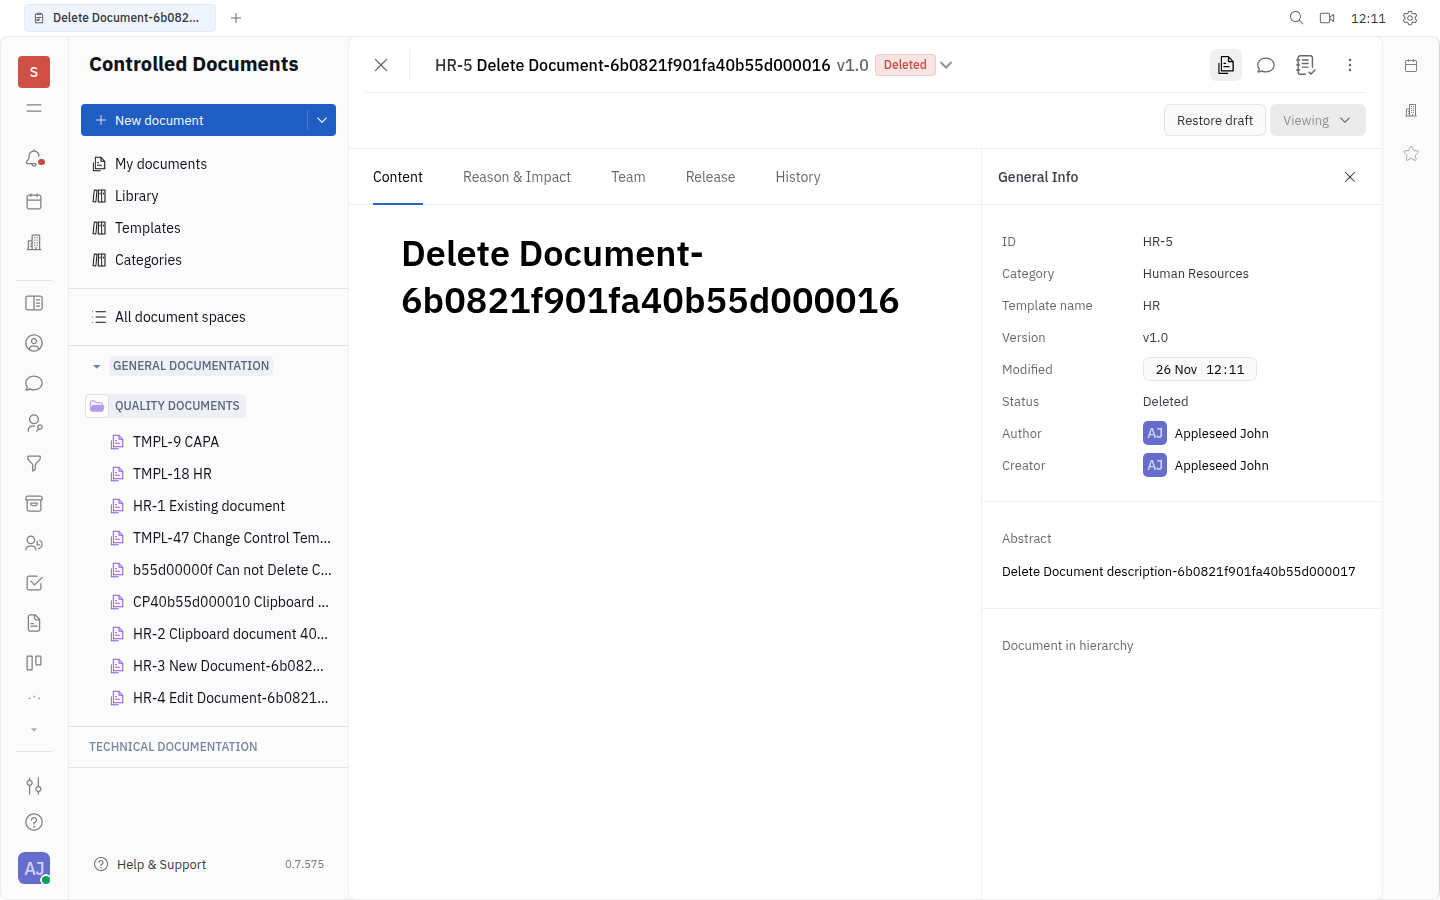 Delete Document-6b082...
12:11
S
Controlled Documents
New document
My documents
Library
Templates
Categories
All document spaces
GENERAL DOCUMENTATION
QUALITY DOCUMENTS
TMPL-9 CAPA
TMPL-18 HR
HR-1 Existing document
TMPL-47 Change Control Tem...
b55d00000f Can not Delete C...
CP40b55d000010 Clipboard ...
HR-2 Clipboard document 40...
HR-3 New Document-6b082...
HR-4 Edit Document-6b0821...
TECHNICAL DOCUMENTATION
Help & Support 0.7.575
AJ
HR-5 Delete Document-6b0821f901fa40b55d000016 v1.0 Deleted
Restore draft Viewing
Content Reason & Impact Team Release History
Delete Document-
6b0821f901fa40b55d000016
General Info
ID HR-5
Category Human Resources
Template name HR
Version v1.0
Modified 26 Nov 12:11
Status Deleted
Author AJ Appleseed John
Creator AJ Appleseed John
Abstract
Delete Document description-6b0821f901fa40b55d000017
Document in hierarchy